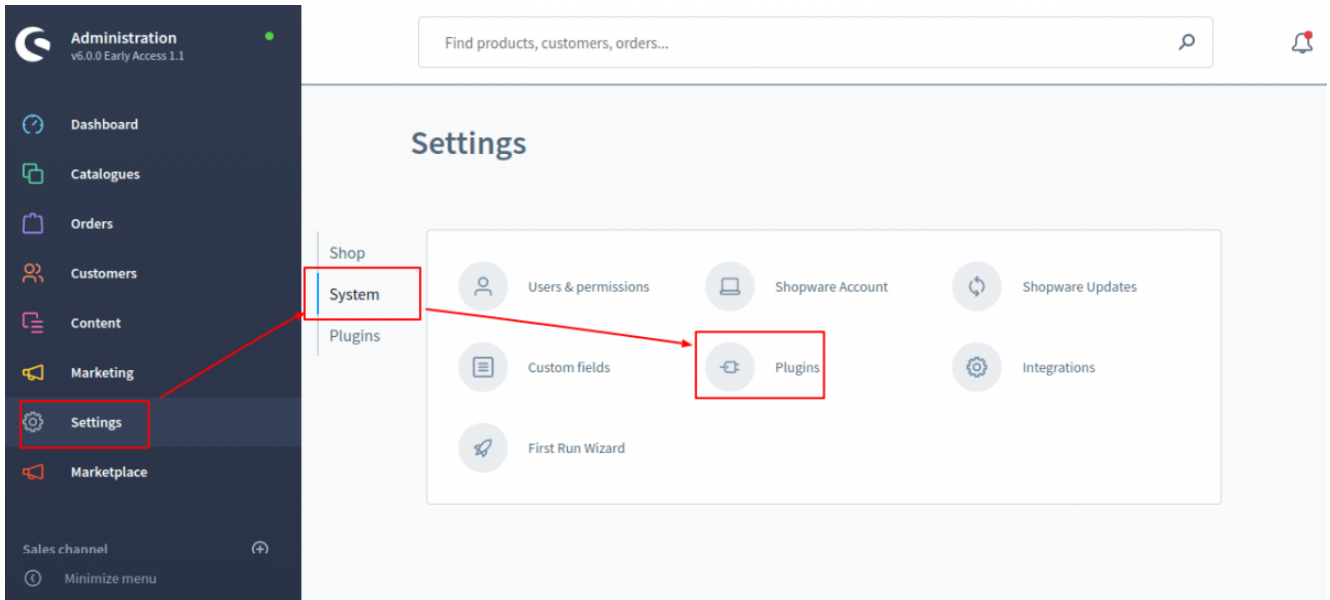 Administration
v6.0.0 Early Access 1.1
Dashboard
Catalogues
Orders
Customers
Content
Marketing
Settings
Marketplace
Sales channel
Minimize menu
Find products, customers, orders...
Settings
Shop
System
Plugins
Users & permissions
Shopware Account
Shopware Updates
Custom fields
Plugins
Integrations
First Run Wizard